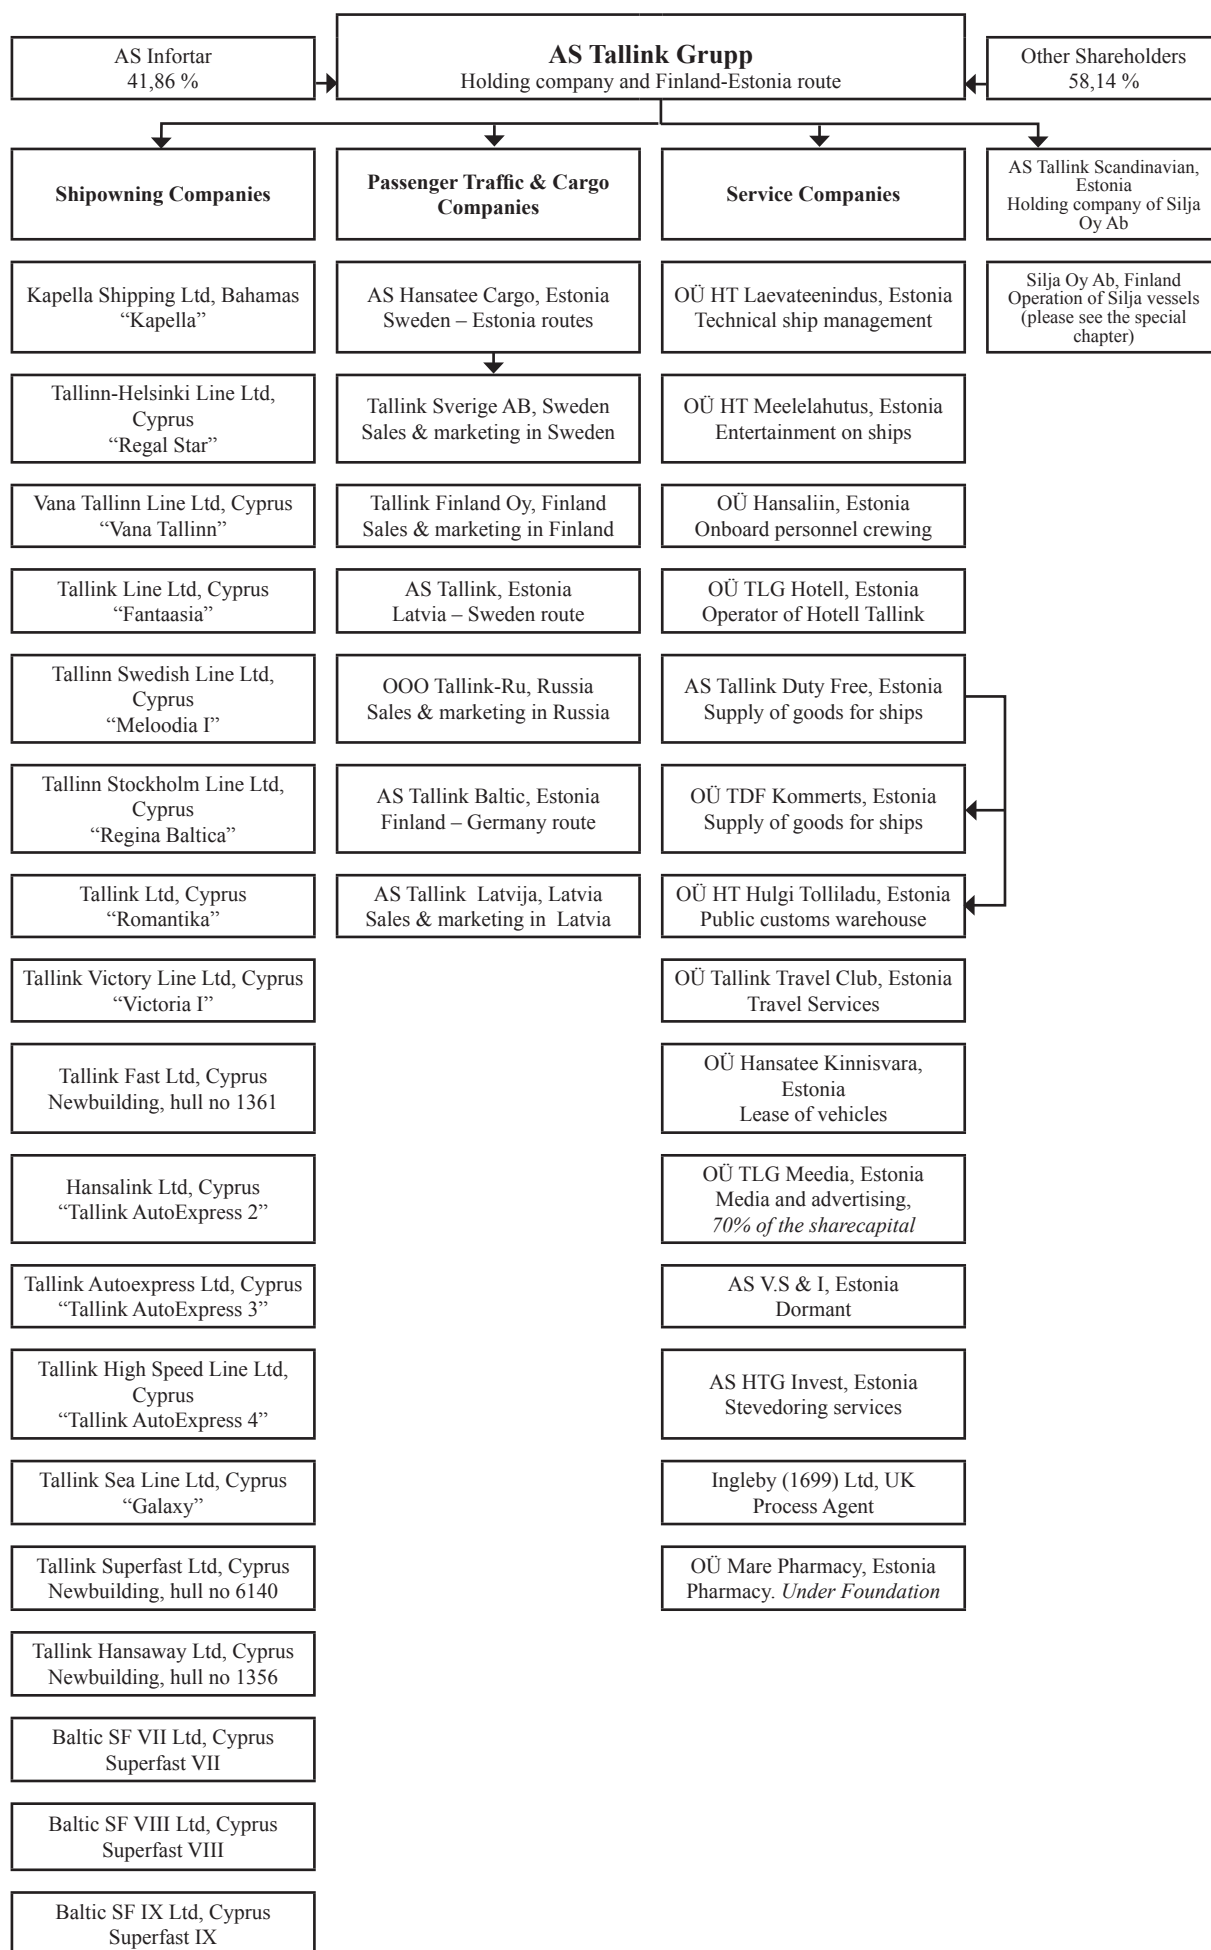 AS Infortar
41,86 %
AS Tallink Grupp
Holding company and Finland-Estonia route
Other Shareholders
58,14 %
Shipowning Companies
Passenger Traffic & Cargo
Companies
Service Companies
AS Tallink Scandinavian,
Estonia
Holding company of Silja
Oy Ab
Kapella Shipping Ltd, Bahamas
“Kapella”
AS Hansatee Cargo, Estonia
Sweden – Estonia routes
OÜ HT Laevateenindus, Estonia
Technical ship management
Silja Oy Ab, Finland
Operation of Silja vessels
(please see the special
chapter)
Tallinn-Helsinki Line Ltd,
Cyprus
“Regal Star”
Tallink Sverige AB, Sweden
Sales & marketing in Sweden
OÜ HT Meelelahutus, Estonia
Entertainment on ships
Vana Tallinn Line Ltd, Cyprus
“Vana Tallinn”
Tallink Finland Oy, Finland
Sales & marketing in Finland
OÜ Hansaliin, Estonia
Onboard personnel crewing
Tallink Line Ltd, Cyprus
“Fantaasia”
AS Tallink, Estonia
Latvia – Sweden route
OÜ TLG Hotell, Estonia
Operator of Hotell Tallink
Tallinn Swedish Line Ltd,
Cyprus
“Meloodia I”
OOO Tallink-Ru, Russia
Sales & marketing in Russia
AS Tallink Duty Free, Estonia
Supply of goods for ships
Tallinn Stockholm Line Ltd,
Cyprus
“Regina Baltica”
AS Tallink Baltic, Estonia
Finland – Germany route
OÜ TDF Kommerts, Estonia
Supply of goods for ships
Tallink Ltd, Cyprus
“Romantika”
AS Tallink Latvija, Latvia
Sales & marketing in Latvia
OÜ HT Hulgi Tolliladu, Estonia
Public customs warehouse
Tallink Victory Line Ltd, Cyprus
“Victoria I”
OÜ Tallink Travel Club, Estonia
Travel Services
Tallink Fast Ltd, Cyprus
Newbuilding, hull no 1361
OÜ Hansatee Kinnisvara,
Estonia
Lease of vehicles
Hansalink Ltd, Cyprus
“Tallink AutoExpress 2”
OÜ TLG Meedia, Estonia
Media and advertising,
70% of the sharecapital
Tallink Autoexpress Ltd, Cyprus
“Tallink AutoExpress 3”
AS V.S & I, Estonia
Dormant
Tallink High Speed Line Ltd,
Cyprus
“Tallink AutoExpress 4”
AS HTG Invest, Estonia
Stevedoring services
Tallink Sea Line Ltd, Cyprus
“Galaxy”
Ingleby (1699) Ltd, UK
Process Agent
Tallink Superfast Ltd, Cyprus
Newbuilding, hull no 6140
OÜ Mare Pharmacy, Estonia
Pharmacy. Under Foundation
Tallink Hansaway Ltd, Cyprus
Newbuilding, hull no 1356
Baltic SF VII Ltd, Cyprus
Superfast VII
Baltic SF VIII Ltd, Cyprus
Superfast VIII
Baltic SF IX Ltd, Cyprus
Superfast IX